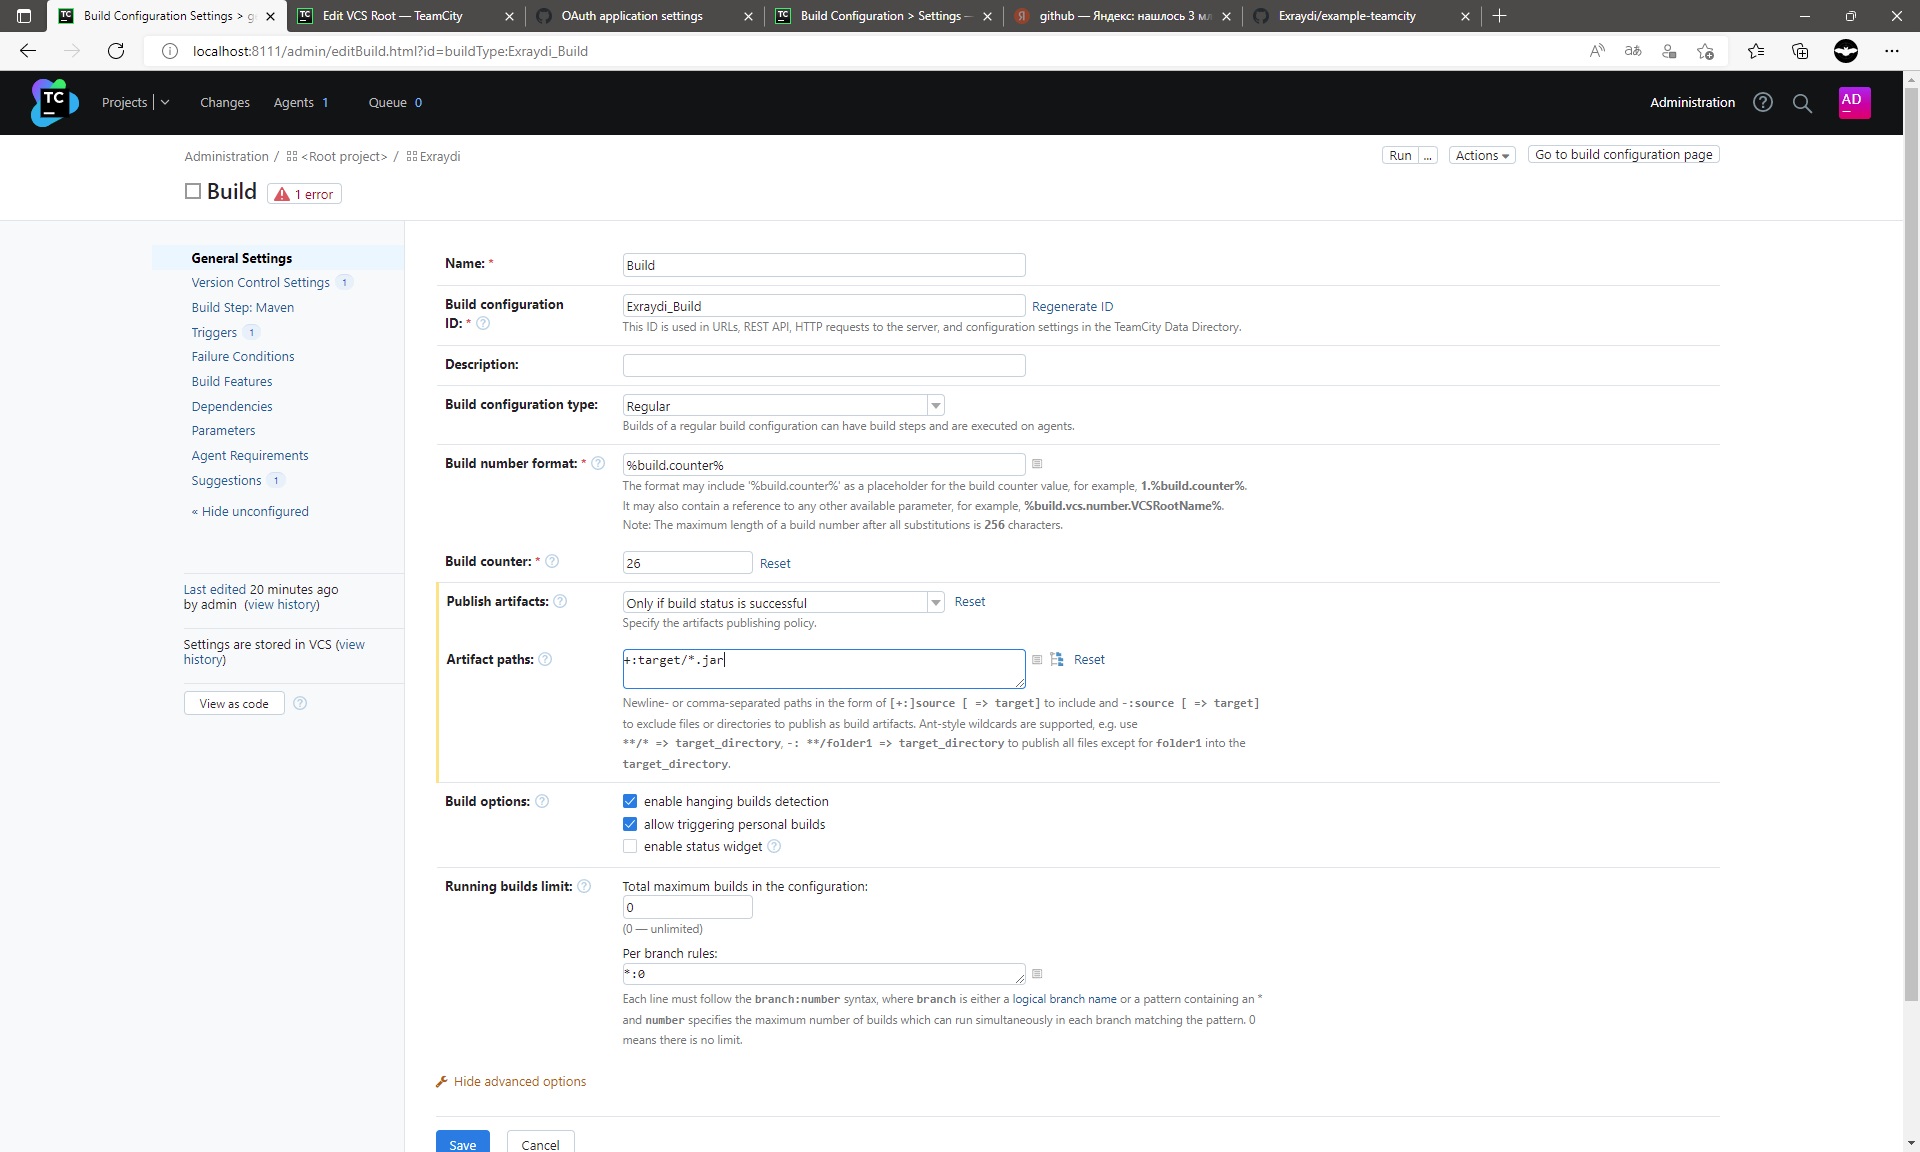 Build Configuration Settings > g
Edit VCS Root — TeamCity
OAuth application settings
Build Configuration > Settings -
github — Яндекс: нашлось 3 мл
Exraydi/example-teamcity
localhost:8111/admin/editBuild.html?id=buildType:Exraydi_Build
TC
Projects
Changes
Agents 1
Queue 0
Administration
AD
Administration / <Root project> / Exraydi
Run ...
Actions
Go to build configuration page
Build
1 error
General Settings
Version Control Settings 1
Build Step: Maven
Triggers 1
Failure Conditions
Build Features
Dependencies
Parameters
Agent Requirements
Suggestions 1
« Hide unconfigured
Last edited 20 minutes ago
by admin (view history)
Settings are stored in VCS (view
history)
View as code ?
Name: *
Build
Build configuration
ID: * ?
Exraydi_Build
Regenerate ID
This ID is used in URLs, REST API, HTTP requests to the server, and configuration settings in the TeamCity Data Directory.
Description:
Build configuration type:
Regular
Builds of a regular build configuration can have build steps and are executed on agents.
Build number format: * ?
%build.counter%
The format may include '%build.counter%' as a placeholder for the build counter value, for example, 1.%build.counter%.
It may also contain a reference to any other available parameter, for example, %build.vcs.number.VCSRootName%.
Note: The maximum length of a build number after all substitutions is 256 characters.
Build counter: * ?
26
Reset
Publish artifacts: ?
Only if build status is successful
Reset
Specify the artifacts publishing policy.
Artifact paths: ?
+:target/*.jar
Reset
Newline- or comma-separated paths in the form of [+:]source [ => target] to include and -:source [ => target]
to exclude files or directories to publish as build artifacts. Ant-style wildcards are supported, e.g. use
**/* => target_directory, -: **/folder1 => target_directory to publish all files except for folder1 into the
target_directory.
Build options: ?
enable hanging builds detection
allow triggering personal builds
enable status widget ?
Running builds limit: ?
Total maximum builds in the configuration:
0
(0 — unlimited)
Per branch rules:
*:0
Each line must follow the branch:number syntax, where branch is either a logical branch name or a pattern containing an *
and number specifies the maximum number of builds which can run simultaneously in each branch matching the pattern. 0
means there is no limit.
Hide advanced options
Save
Cancel